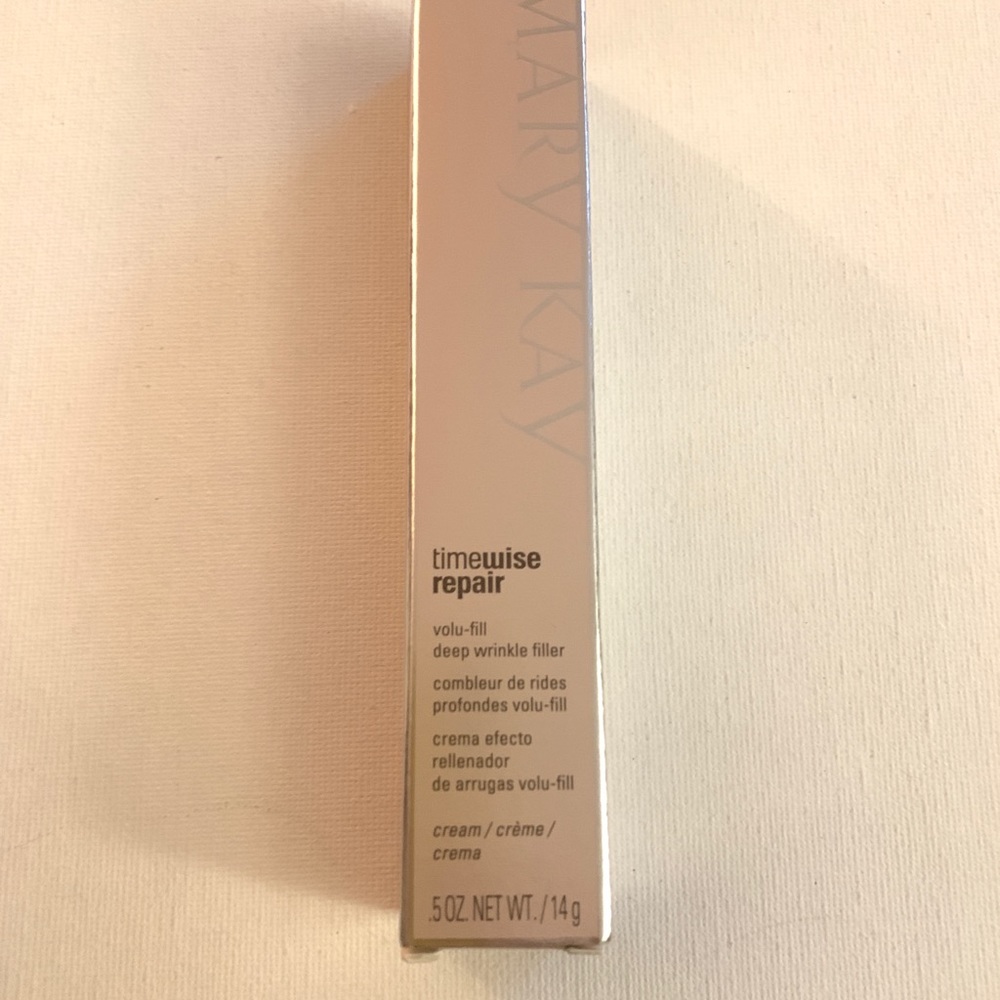 MARY KAY
timewise
repair
volu-fill
deep wrinkle filler
combleur de rides
profondes volu-fill
crema efecto
rellenador
de arrugas volu-fill
cream / crème /
crema
.5 OZ. NET WT. / 14 g